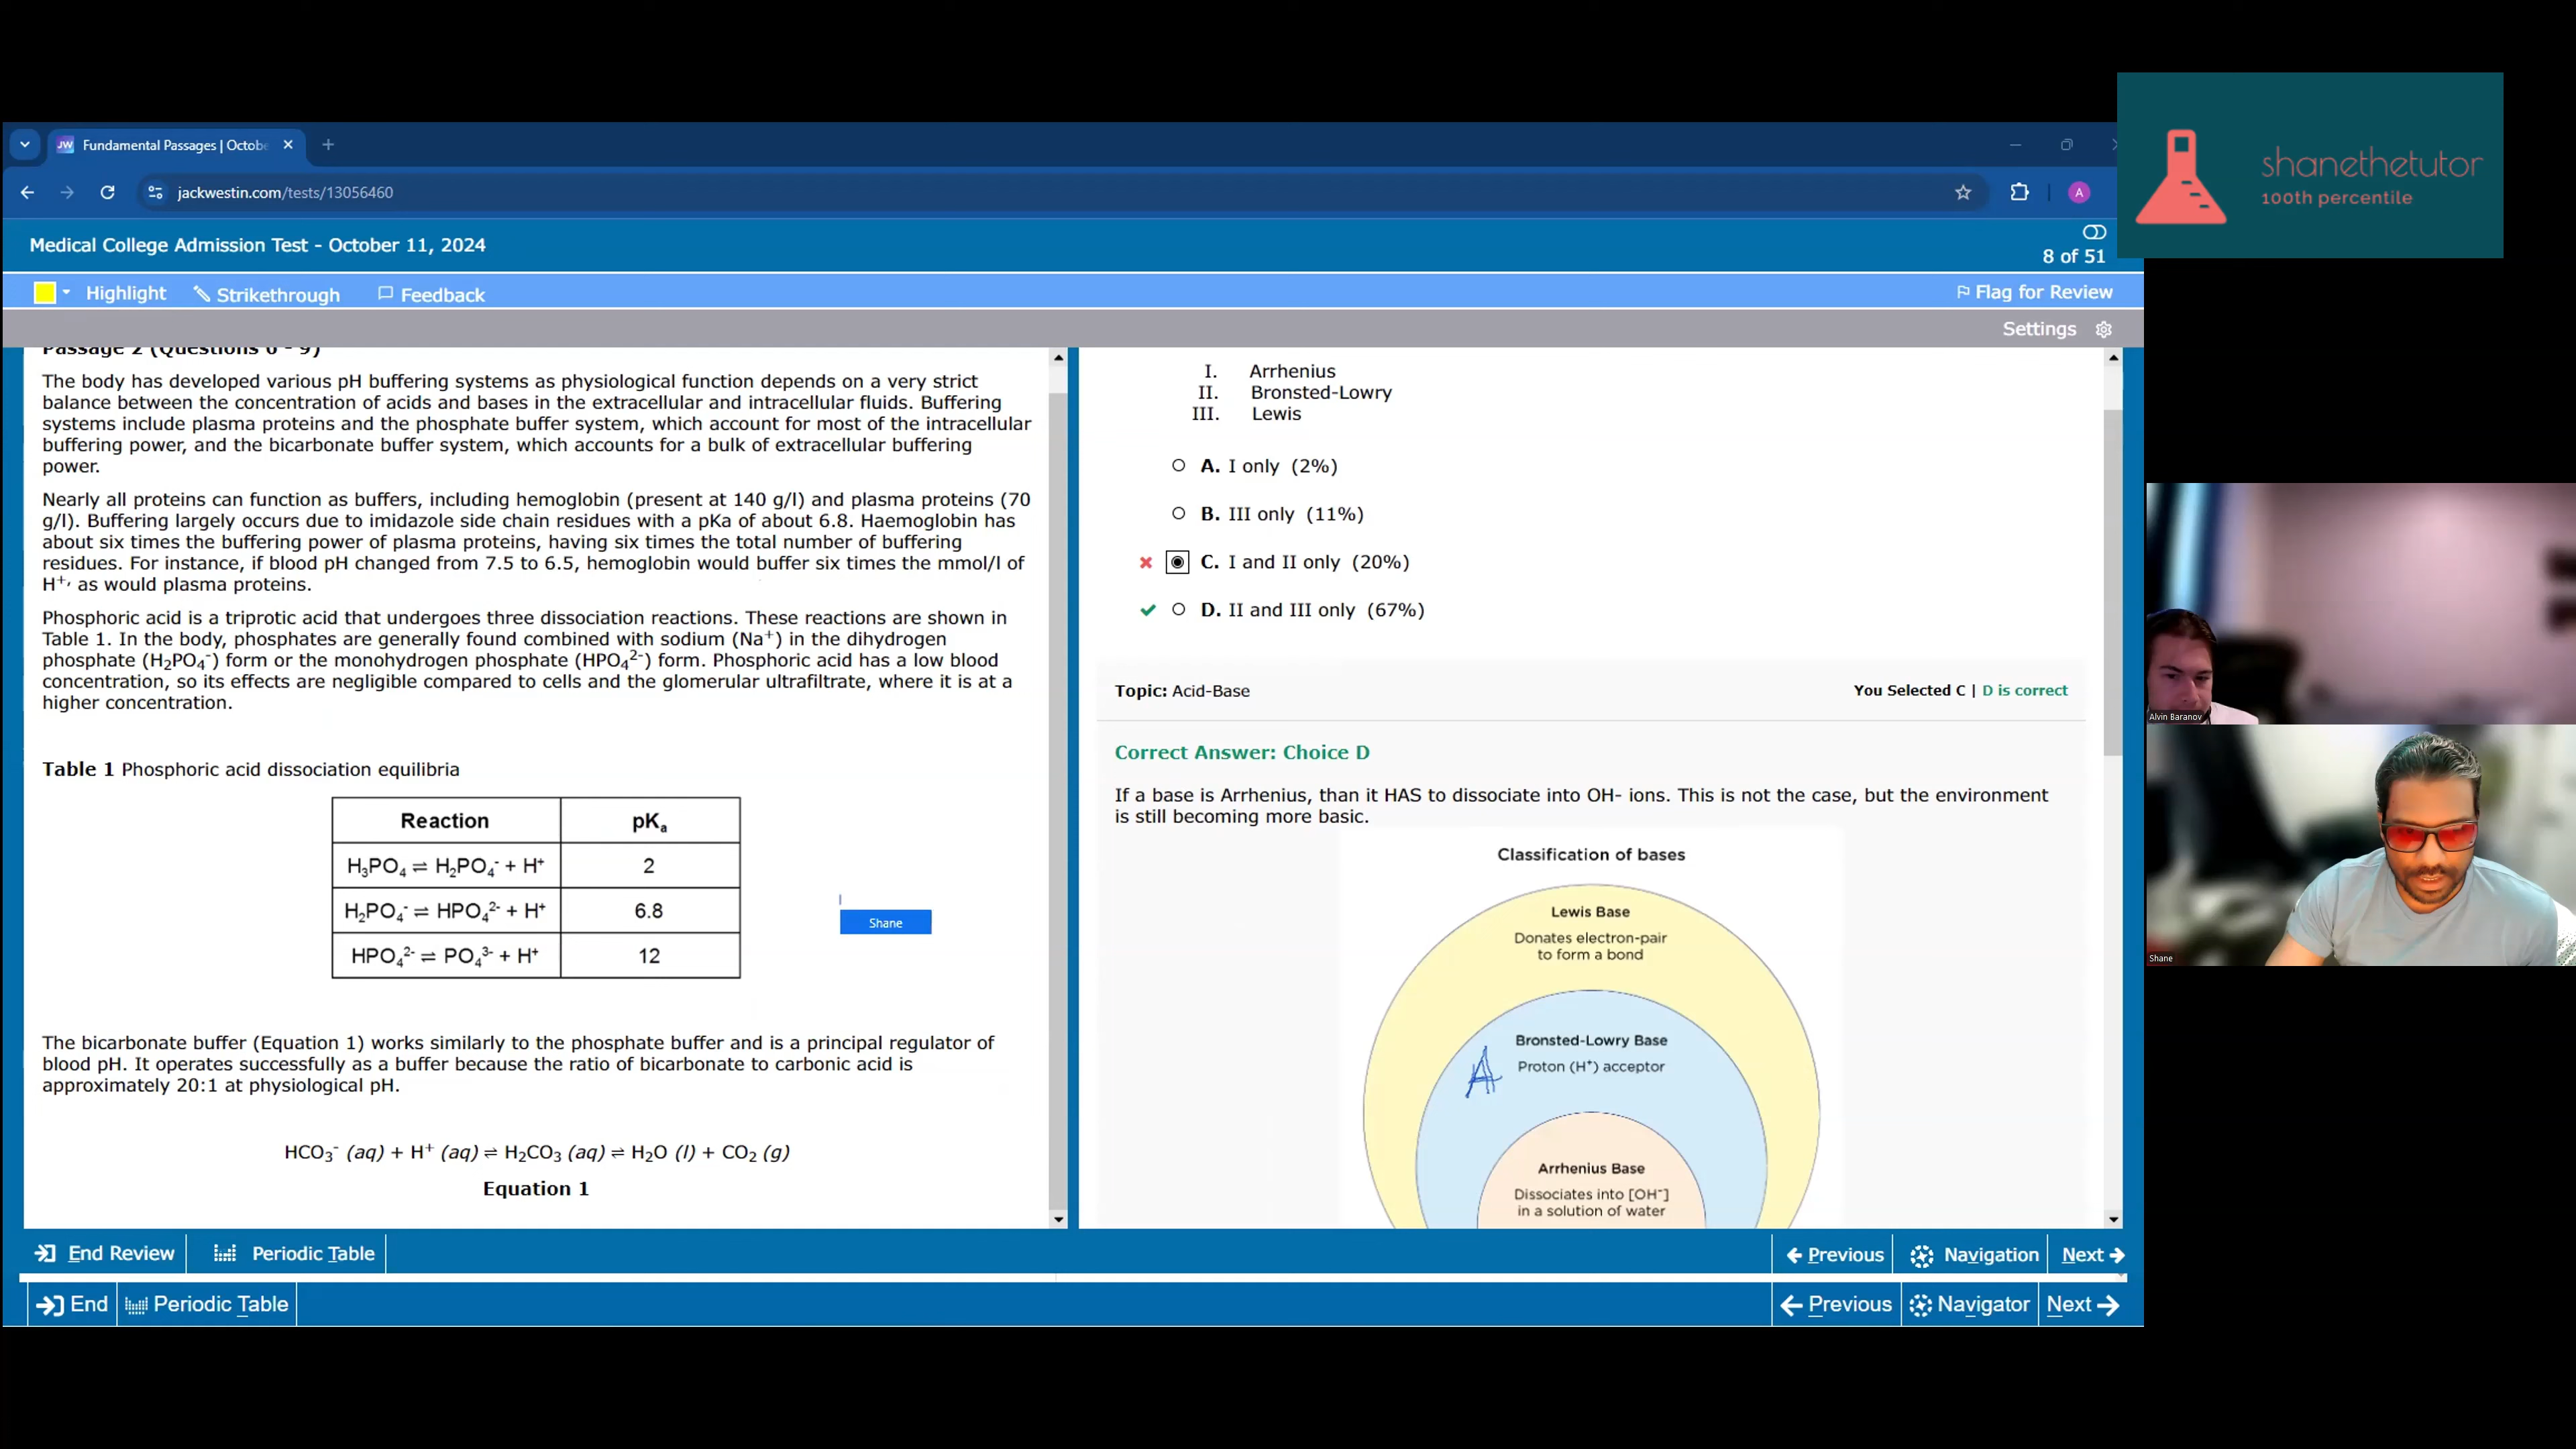 shanethetutor
100th percentile
Fundamental Passages | Octobe
jackwestin.com/tests/13056460
A
Medical College Admission Test - October 11, 2024
8 of 51
Highlight
Strikethrough
Feedback
Flag for Review
Settings
Passage 2 (Questions 6 - 9)
The body has developed various pH buffering systems as physiological function depends on a very strict
balance between the concentration of acids and bases in the extracellular and intracellular fluids. Buffering
systems include plasma proteins and the phosphate buffer system, which account for most of the intracellular
buffering power, and the bicarbonate buffer system, which accounts for a bulk of extracellular buffering
power.
Nearly all proteins can function as buffers, including hemoglobin (present at 140 g/l) and plasma proteins (70
g/l). Buffering largely occurs due to imidazole side chain residues with a pKa of about 6.8. Haemoglobin has
about six times the buffering power of plasma proteins, having six times the total number of buffering
residues. For instance, if blood pH changed from 7.5 to 6.5, hemoglobin would buffer six times the mmol/l of
H⁺, as would plasma proteins.
Phosphoric acid is a triprotic acid that undergoes three dissociation reactions. These reactions are shown in
Table 1. In the body, phosphates are generally found combined with sodium (Na⁺) in the dihydrogen
phosphate (H₂PO₄⁻) form or the monohydrogen phosphate (HPO₄²⁻) form. Phosphoric acid has a low blood
concentration, so its effects are negligible compared to cells and the glomerular ultrafiltrate, where it is at a
higher concentration.
Table 1 Phosphoric acid dissociation equilibria
Reaction pKₐ
H₃PO₄ ⇌ H₂PO₄⁻ + H⁺ 2
H₂PO₄⁻ ⇌ HPO₄²⁻ + H⁺ 6.8
HPO₄²⁻ ⇌ PO₄³⁻ + H⁺ 12
Shane
The bicarbonate buffer (Equation 1) works similarly to the phosphate buffer and is a principal regulator of
blood pH. It operates successfully as a buffer because the ratio of bicarbonate to carbonic acid is
approximately 20:1 at physiological pH.
HCO₃⁻ (aq) + H⁺ (aq) ⇌ H₂CO₃ (aq) ⇌ H₂O (l) + CO₂ (g)
Equation 1
I. Arrhenius
II. Bronsted-Lowry
III. Lewis
A. I only (2%)
B. III only (11%)
C. I and II only (20%)
D. II and III only (67%)
Topic: Acid-Base
You Selected C | D is correct
Correct Answer: Choice D
If a base is Arrhenius, than it HAS to dissociate into OH- ions. This is not the case, but the environment
is still becoming more basic.
Classification of bases
Lewis Base
Donates electron-pair
to form a bond
Bronsted-Lowry Base
Proton (H⁺) acceptor
A
Arrhenius Base
Dissociates into [OH⁻]
in a solution of water
End Review
Periodic Table
Previous
Navigation
Next
End
Periodic Table
Previous
Navigator
Next
Alvin Baranov
Shane